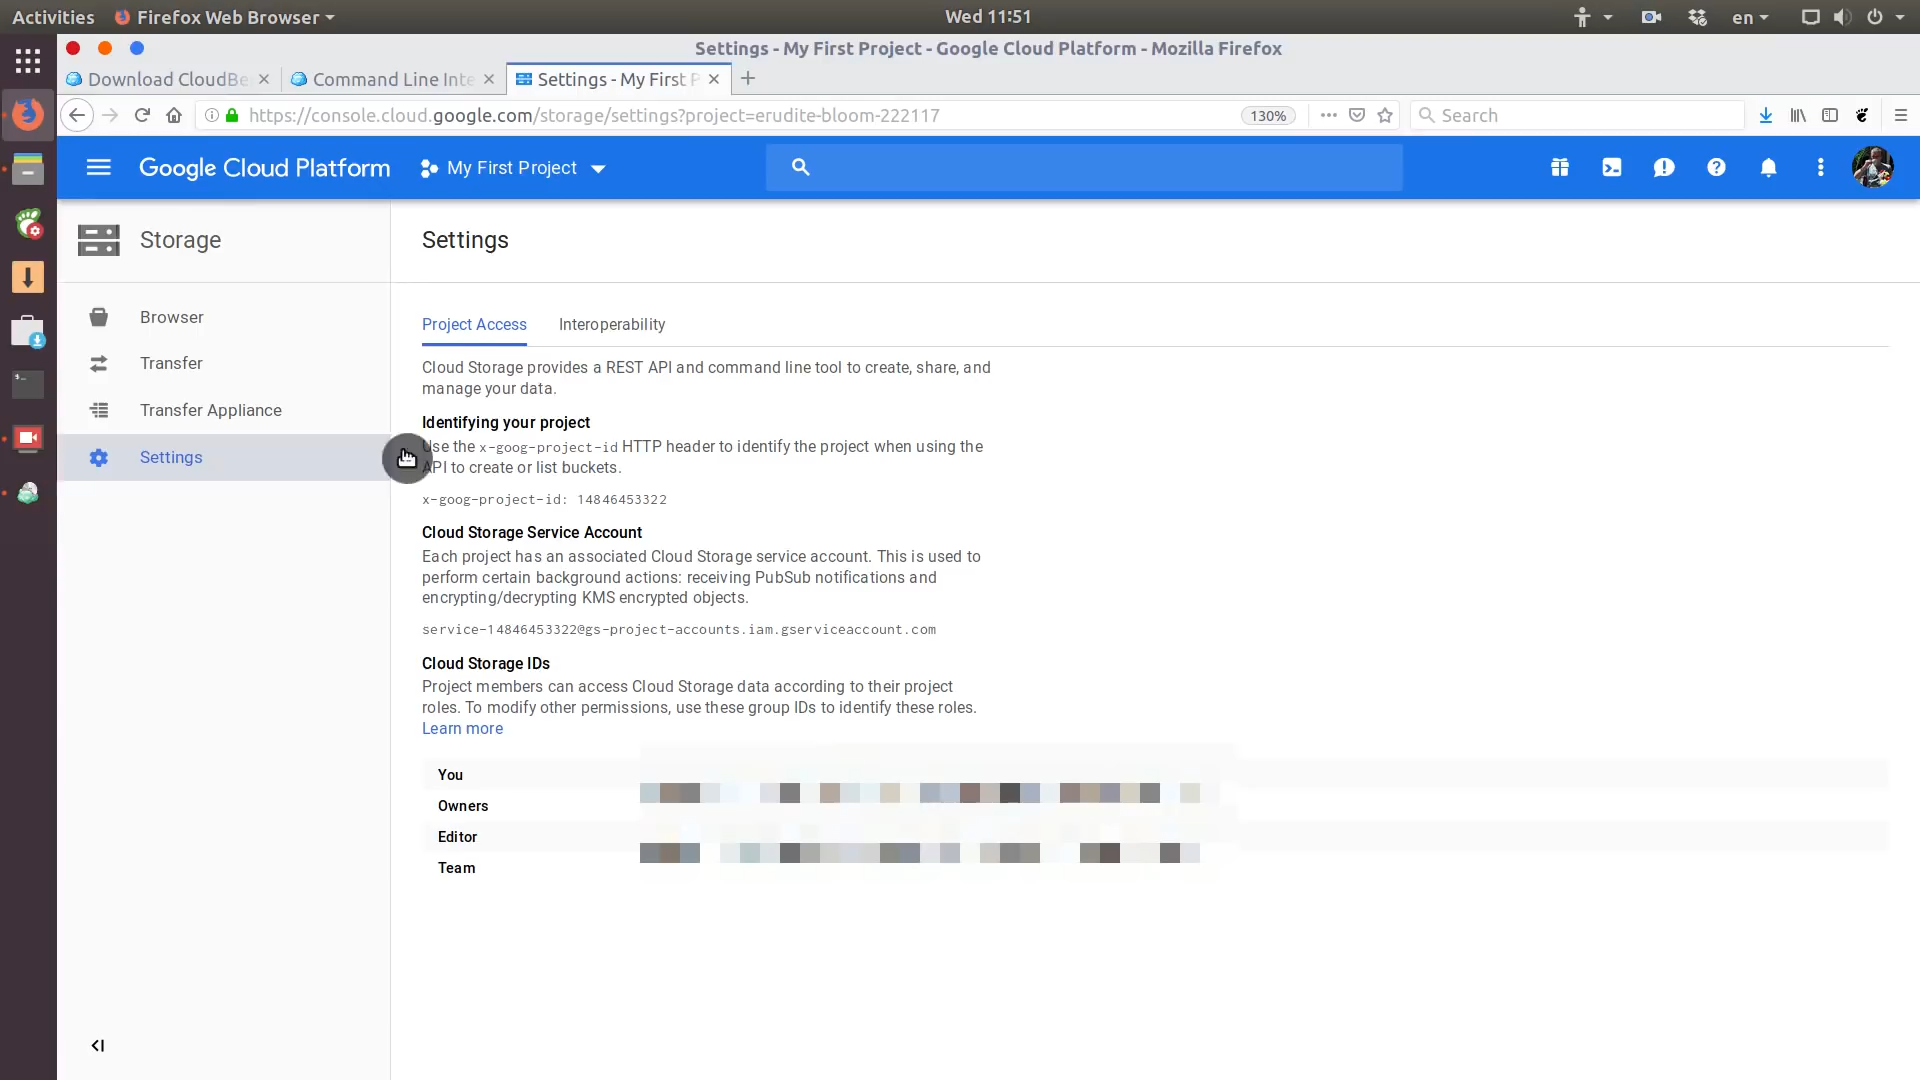 Activities Firefox Web Browser Wed 11:51 en
Settings - My First Project - Google Cloud Platform - Mozilla Firefox
Download CloudBe Command Line Inte Settings - My First P
https://console.cloud.google.com/storage/settings?project=erudite-bloom-222117 130% Search
Google Cloud Platform My First Project
Storage
Settings
Browser
Transfer
Transfer Appliance
Settings
Project Access Interoperability
Cloud Storage provides a REST API and command line tool to create, share, and
manage your data.
Identifying your project
Use the x-goog-project-id HTTP header to identify the project when using the
API to create or list buckets.
x-goog-project-id: 14846453322
Cloud Storage Service Account
Each project has an associated Cloud Storage service account. This is used to
perform certain background actions: receiving PubSub notifications and
encrypting/decrypting KMS encrypted objects.
service-14846453322@gs-project-accounts.iam.gserviceaccount.com
Cloud Storage IDs
Project members can access Cloud Storage data according to their project
roles. To modify other permissions, use these group IDs to identify these roles.
Learn more
You
Owners
Editor
Team